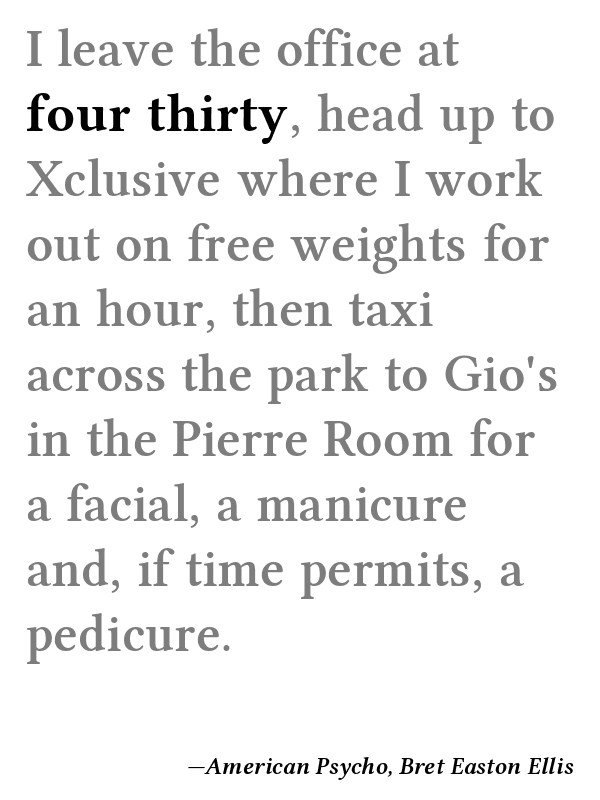 I leave the office at
four thirty, head up to
Xclusive where I work
out on free weights for
an hour, then taxi
across the park to Gio's
in the Pierre Room for
a facial, a manicure
and, if time permits, a
pedicure.
—American Psycho, Bret Easton Ellis